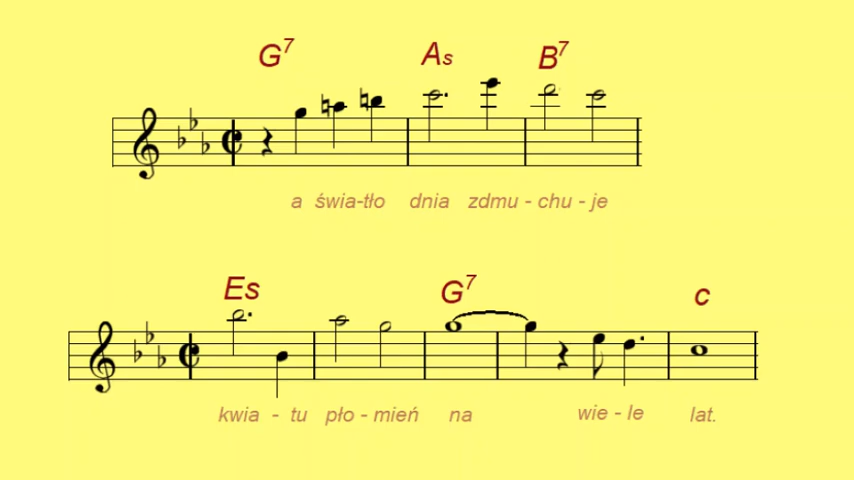 G7 As B7
a świa-tło dnia zdmu - chu - je
Es G7 c
kwia - tu pło - mień na wie - le lat.